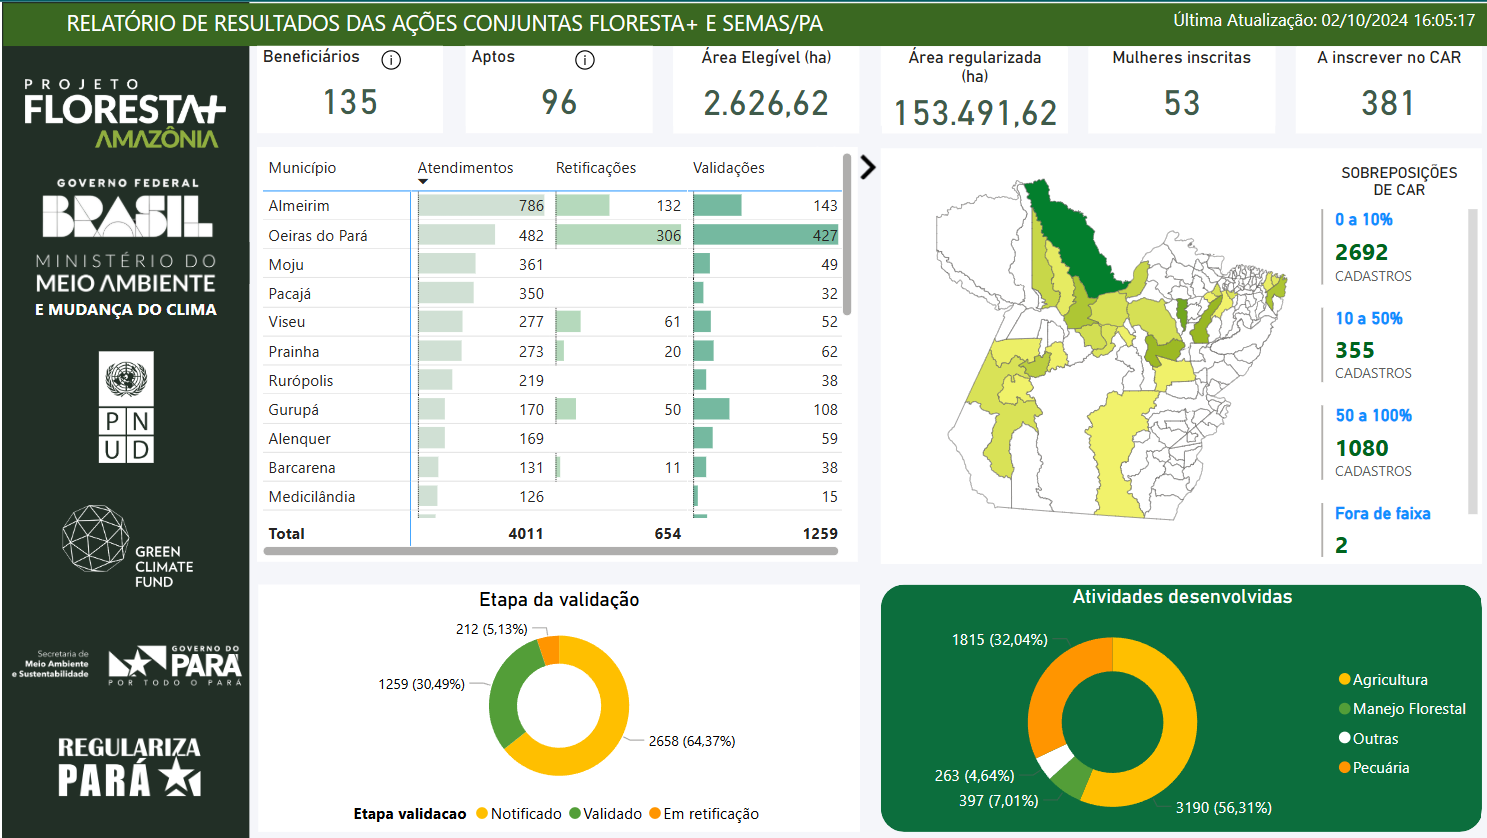 RELATÓRIO DE RESULTADOS DAS AÇÕES CONJUNTAS FLORESTA+ E SEMAS/PA
Última Atualização: 02/10/2024 16:05:17
PROJETO
FLORESTA+
AMAZÔNIA
GOVERNO FEDERAL
BRASIL
MINISTÉRIO DO
MEIO AMBIENTE
E MUDANÇA DO CLIMA
P N
U D
GREEN
CLIMATE
FUND
Secretaria de
Meio Ambiente
e Sustentabilidade
GOVERNO DO
PARÁ
POR TODO O PARÁ
REGULARIZA
PARÁ
Beneficiários
135
Aptos
96
Área Elegível (ha)
2.626,62
Área regularizada
(ha)
153.491,62
Mulheres inscritas
53
A inscrever no CAR
381
Município Atendimentos Retificações Validações
Almeirim 786 132 143
Oeiras do Pará 482 306 427
Moju 361 49
Pacajá 350 32
Viseu 277 61 52
Prainha 273 20 62
Rurópolis 219 38
Gurupá 170 50 108
Alenquer 169 59
Barcarena 131 11 38
Medicilândia 126 15
Total 4011 654 1259
SOBREPOSIÇÕES
DE CAR
0 a 10%
2692
CADASTROS
10 a 50%
355
CADASTROS
50 a 100%
1080
CADASTROS
Fora de faixa
2
Etapa da validação
212 (5,13%)
1259 (30,49%)
2658 (64,37%)
Etapa validacao Notificado Validado Em retificação
Atividades desenvolvidas
1815 (32,04%)
263 (4,64%)
397 (7,01%)
3190 (56,31%)
Agricultura
Manejo Florestal
Outras
Pecuária